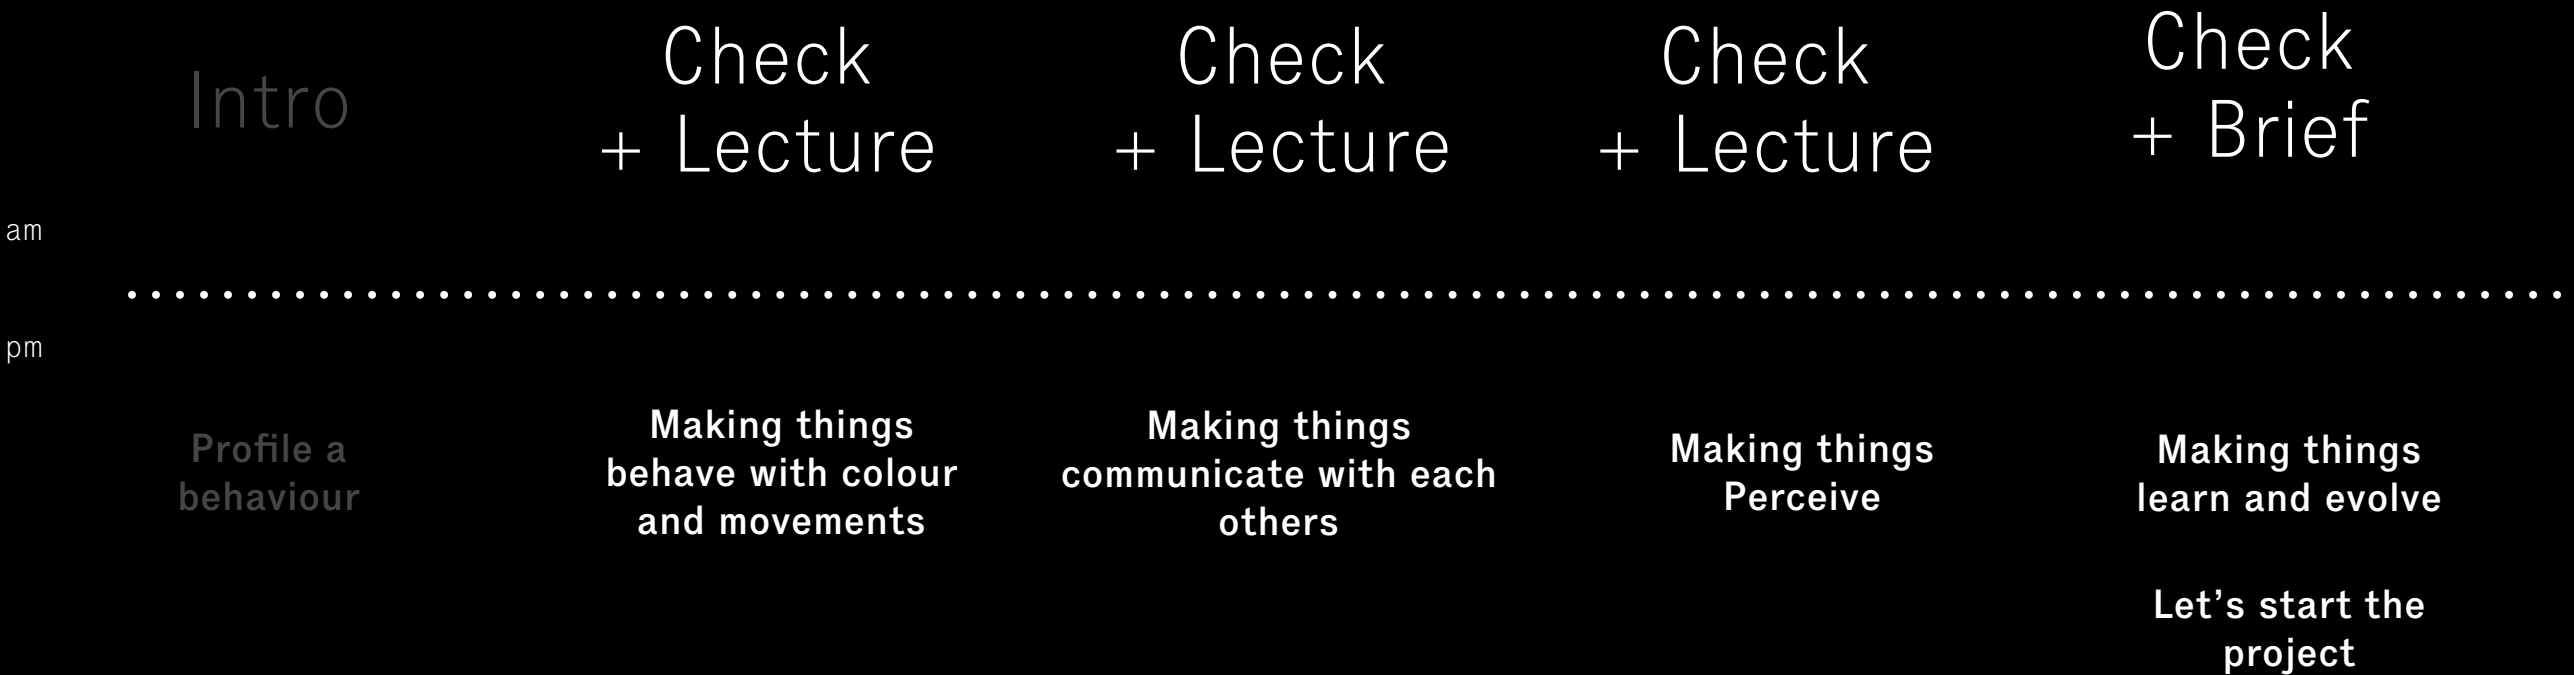 Intro
Check
+ Lecture
Check
+ Lecture
Check
+ Lecture
Check
+ Brief
am
pm
Profile a
behaviour
Making things
behave with colour
and movements
Making things
communicate with each
others
Making things
Perceive
Making things
learn and evolve
Let’s start the
project